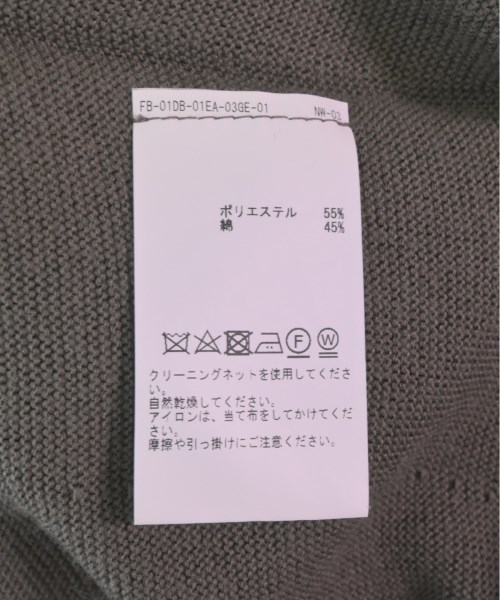 FB-01DB-01EA-03GE-01 NW-03
ポリエステル 55%
綿 45%
F W
クリーニングネットを使用してくださ
い。
自然乾燥してください。
アイロンは、当て布をしてかけてくだ
さい。
摩擦や引っ掛けにご注意ください。